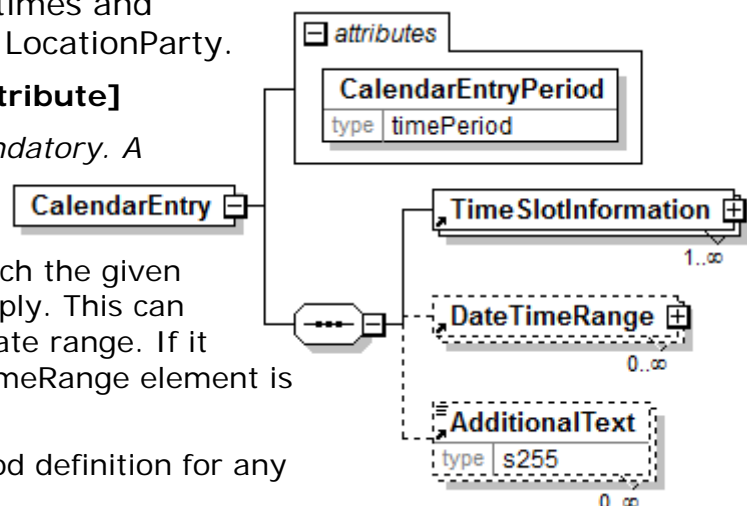 times and
LocationParty.
tribute]
ndatory. A
ch the given
ply. This can
ate range. If it
meRange element is
od definition for any
attributes
CalendarEntryPeriod
type timePeriod
CalendarEntry
TimeSlotInformation
1..∞
DateTimeRange
0..∞
AdditionalText
type s255
0..∞